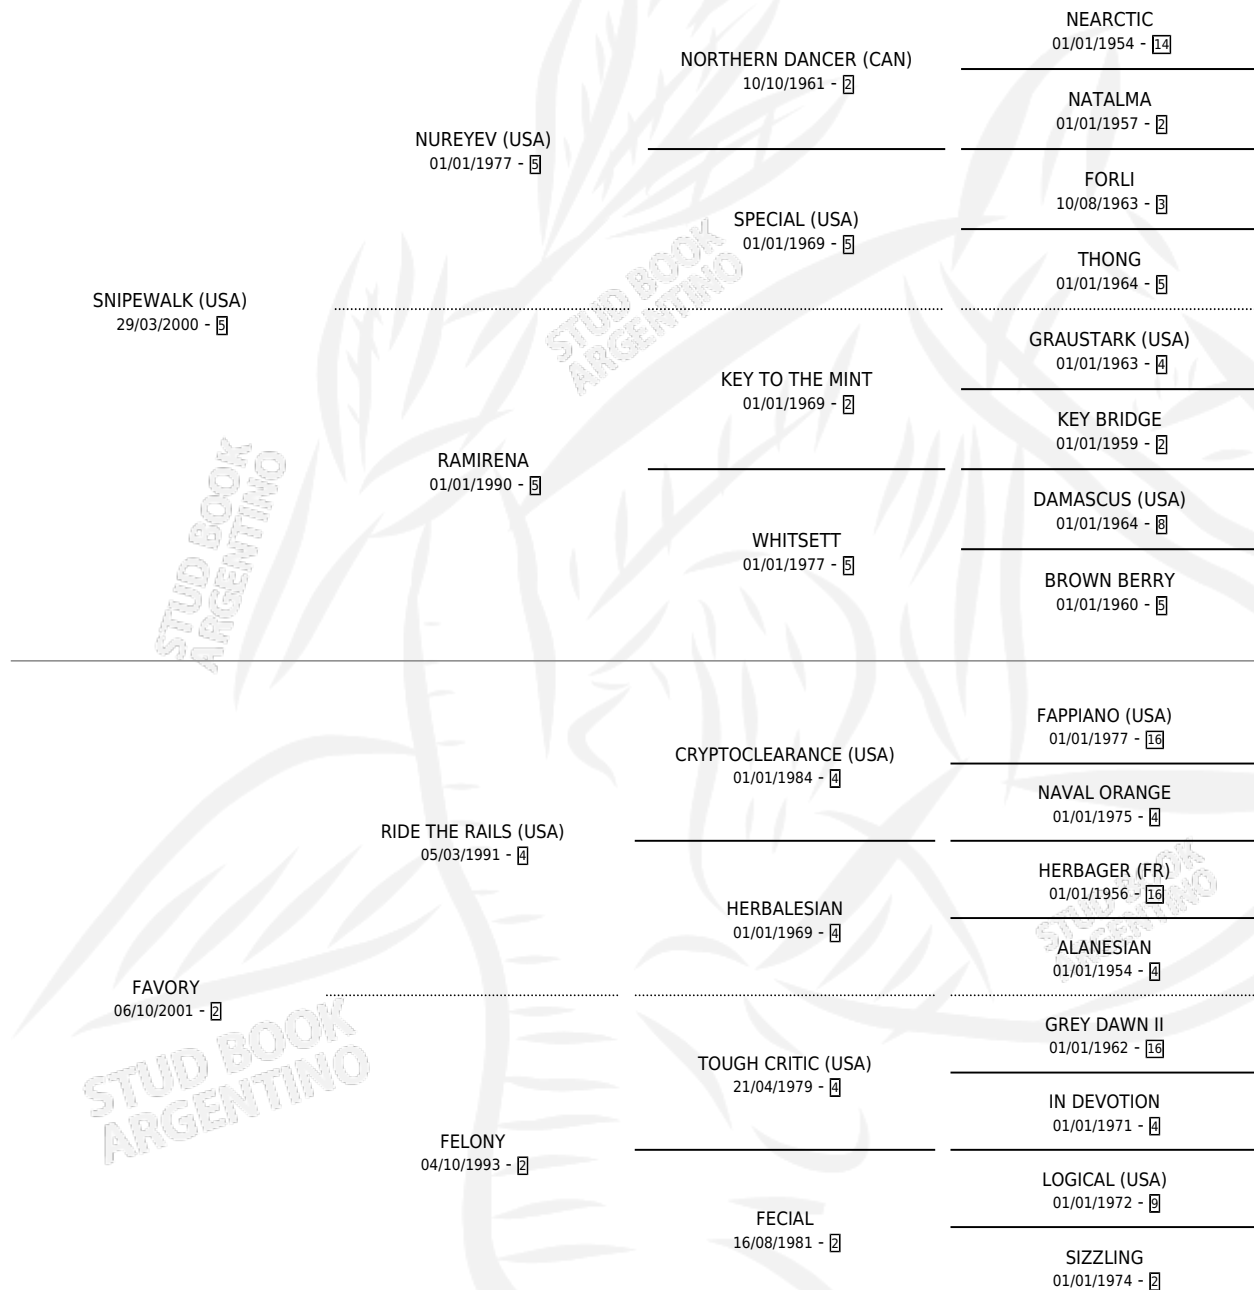 NEARCTIC
01/01/1954 - 14
NORTHERN DANCER (CAN)
10/10/1961 - 2
NATALMA
01/01/1957 - 2
NUREYEV (USA)
01/01/1977 - 5
FORLI
10/08/1963 - 3
SPECIAL (USA)
01/01/1969 - 5
THONG
01/01/1964 - 5
SNIPEWALK (USA)
29/03/2000 - 5
STUD BOOK
ARGENTINO
GRAUSTARK (USA)
01/01/1963 - 4
KEY TO THE MINT
01/01/1969 - 2
KEY BRIDGE
01/01/1959 - 2
RAMIRENA
01/01/1990 - 5
DAMASCUS (USA)
01/01/1964 - 8
WHITSETT
01/01/1977 - 5
BROWN BERRY
01/01/1960 - 5
STUD BOOK
ARGENTINO
FAPPIANO (USA)
01/01/1977 - 16
CRYPTOCLEARANCE (USA)
01/01/1984 - 4
NAVAL ORANGE
01/01/1975 - 4
RIDE THE RAILS (USA)
05/03/1991 - 4
HERBAGER (FR)
01/01/1956 - 16
HERBALESIAN
01/01/1969 - 4
STUD BOOK
ARGENTINO
ALANESIAN
01/01/1954 - 4
FAVORY
06/10/2001 - 2
STUD BOOK
ARGENTINO
GREY DAWN II
01/01/1962 - 16
TOUGH CRITIC (USA)
21/04/1979 - 4
IN DEVOTION
01/01/1971 - 4
FELONY
04/10/1993 - 2
LOGICAL (USA)
01/01/1972 - 9
FECIAL
16/08/1981 - 2
SIZZLING
01/01/1974 - 2